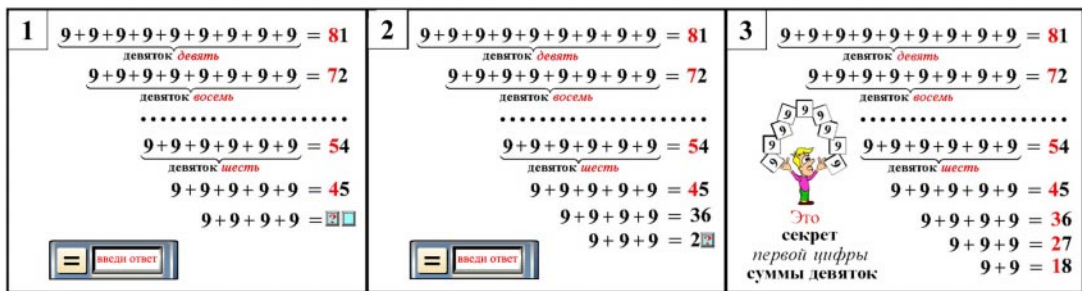 1
9+9+9+9+9+9+9+9+9 = 81
девяток девять
9+9+9+9+9+9+9+9 = 72
девяток восемь
9+9+9+9+9+9 = 54
девяток шесть
9+9+9+9+9 = 45
9+9+9+9 = ?
= введи ответ
2
9+9+9+9+9+9+9+9+9 = 81
девяток девять
9+9+9+9+9+9+9+9 = 72
девяток восемь
9+9+9+9+9+9 = 54
девяток шесть
9+9+9+9+9 = 45
9+9+9+9 = 36
9+9+9 = 2?
= введи ответ
3
9+9+9+9+9+9+9+9+9 = 81
девяток девять
9+9+9+9+9+9+9+9 = 72
девяток восемь
9 9 9 9 9 9 9
9+9+9+9+9+9 = 54
девяток шесть
9+9+9+9+9 = 45
9+9+9+9 = 36
9+9+9 = 27
9+9 = 18
Это
секрет
первой цифры
суммы девяток